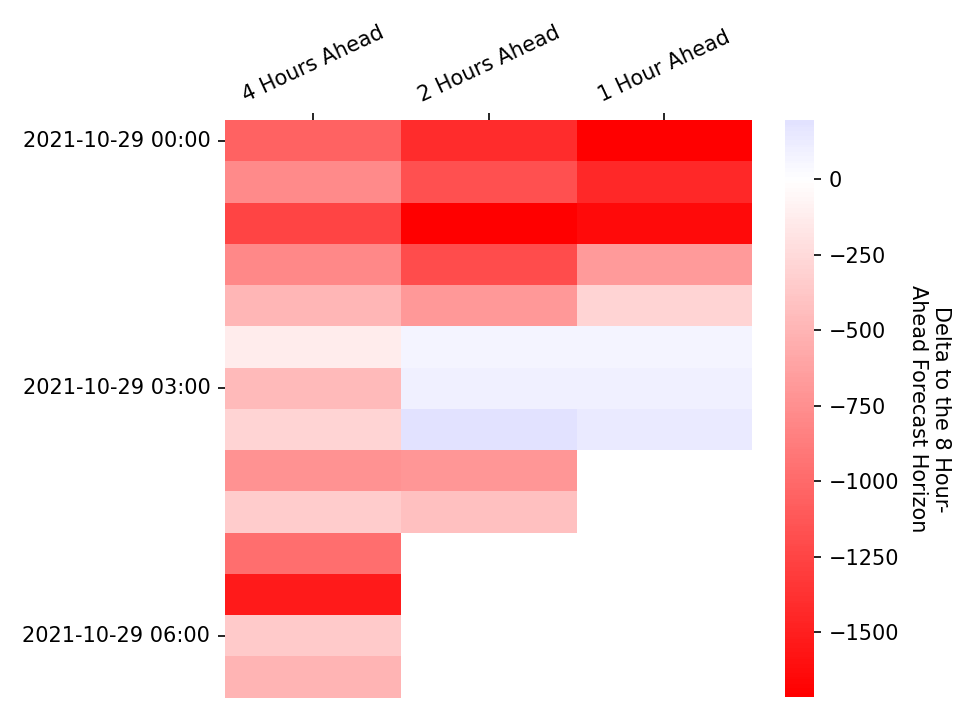 4 Hours Ahead
2 Hours Ahead
1 Hour Ahead
2021-10-29 00:00
2021-10-29 03:00
2021-10-29 06:00
0
−250
−500
−750
−1000
−1250
−1500
Delta to the 8 Hour-
Ahead Forecast Horizon